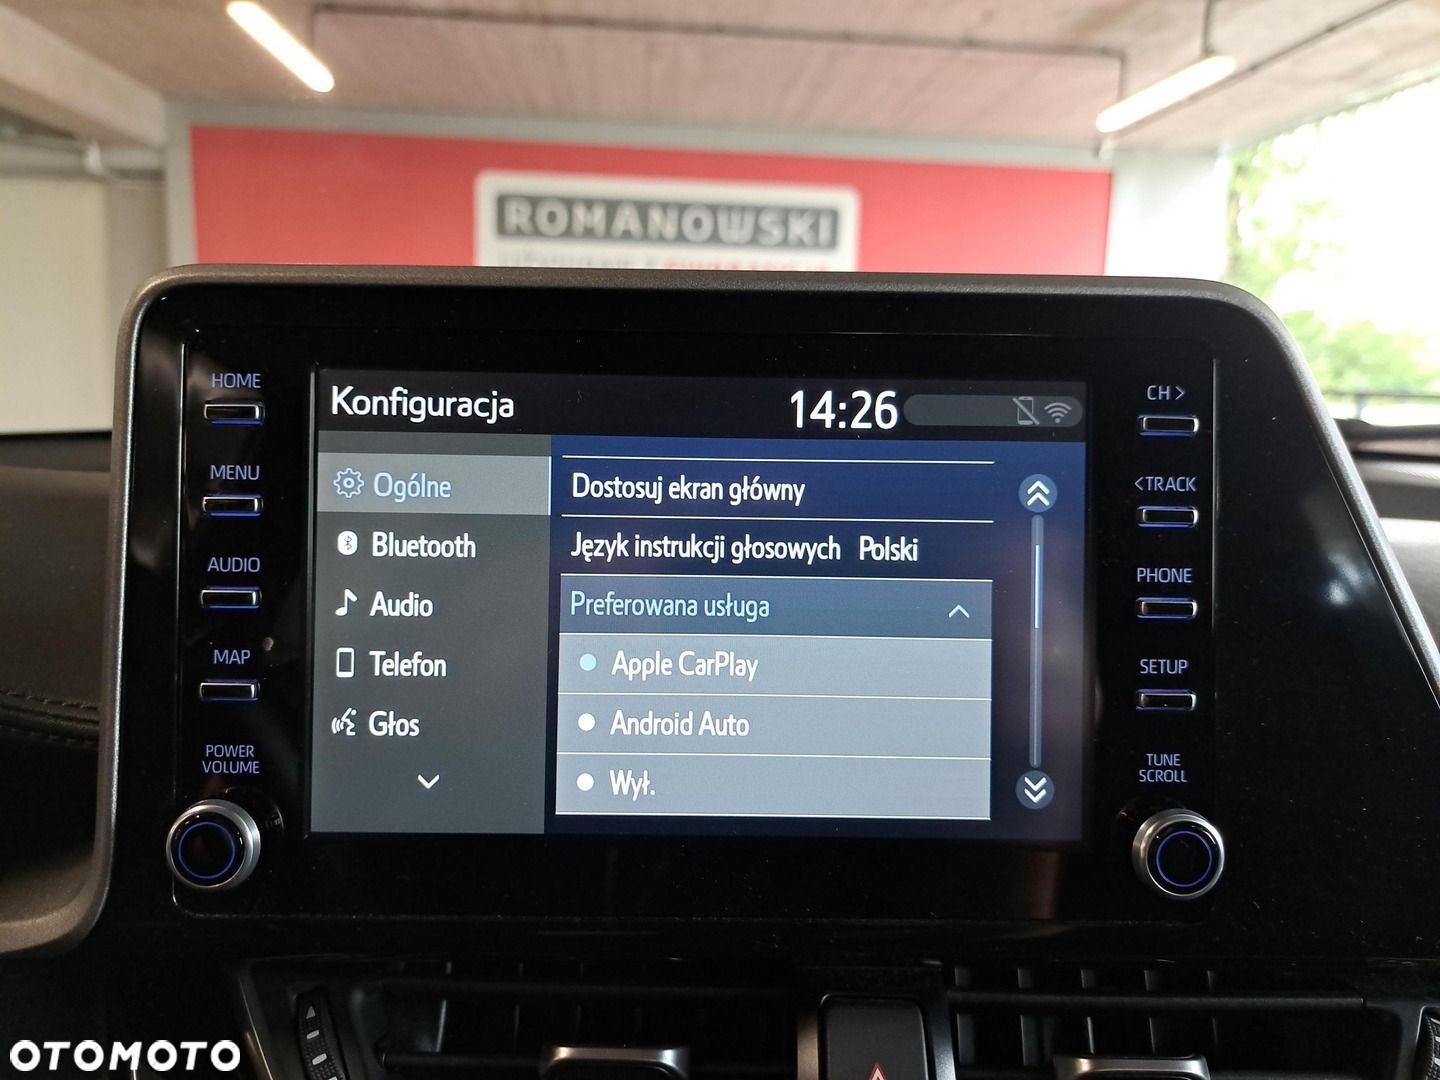 ROMANOWSKI
HOME
MENU
AUDIO
MAP
POWER
VOLUME
Konfiguracja
14:26
Ogólne
Bluetooth
Audio
Telefon
Głos
Dostosuj ekran główny
Język instrukcji głosowych Polski
Preferowana usługa
Apple CarPlay
Android Auto
Wył.
CH >
<TRACK
PHONE
SETUP
TUNE
SCROLL
OTOMOTO